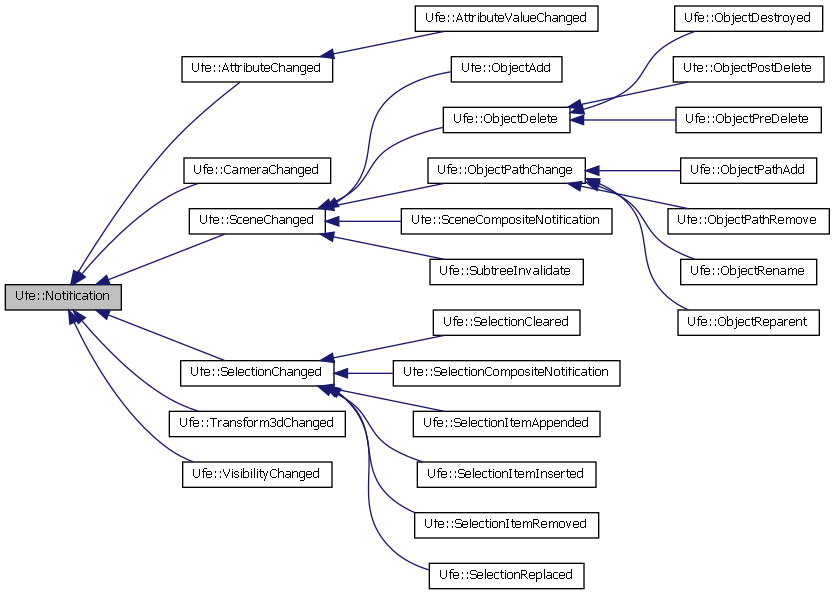 Ufe::Notification
Ufe::AttributeChanged
Ufe::AttributeValueChanged
Ufe::CameraChanged
Ufe::SceneChanged
Ufe::ObjectAdd
Ufe::ObjectDelete
Ufe::ObjectDestroyed
Ufe::ObjectPostDelete
Ufe::ObjectPreDelete
Ufe::ObjectPathChange
Ufe::ObjectPathAdd
Ufe::ObjectPathRemove
Ufe::ObjectRename
Ufe::ObjectReparent
Ufe::SceneCompositeNotification
Ufe::SubtreeInvalidate
Ufe::SelectionChanged
Ufe::SelectionCleared
Ufe::SelectionCompositeNotification
Ufe::SelectionItemAppended
Ufe::SelectionItemInserted
Ufe::SelectionItemRemoved
Ufe::SelectionReplaced
Ufe::Transform3dChanged
Ufe::VisibilityChanged